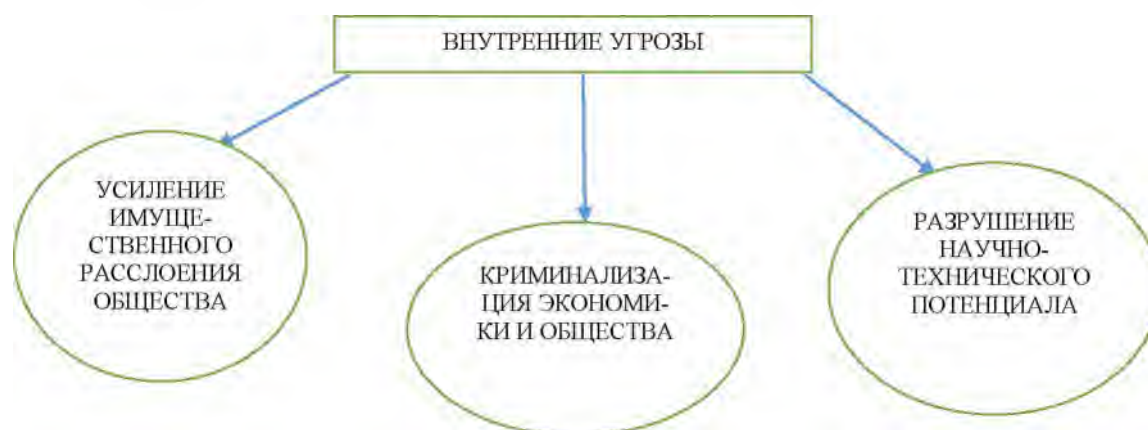 ВНУТРЕННИЕ УГРОЗЫ
УСИЛЕНИЕ
ИМУЩЕ-
СТВЕННОГО
РАССЛОЕНИЯ
ОБЩЕСТВА
КРИМИНАЛИЗА-
ЦИЯ ЭКОНОМИ-
КИ И ОБЩЕСТВА
РАЗРУШЕНИЕ
НАУЧНО-
ТЕХНИЧЕСКОГО
ПОТЕНЦИАЛА